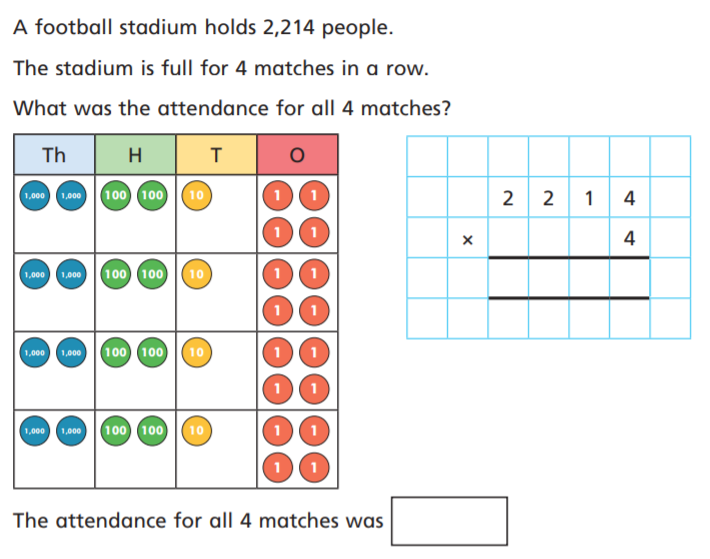 A football stadium holds 2,214 people.
The stadium is full for 4 matches in a row.
What was the attendance for all 4 matches?
Th H T O
1,000 1,000 100 100 10 1 1
1 1
1,000 1,000 100 100 10 1 1
1 1
1,000 1,000 100 100 10 1 1
1 1
1,000 1,000 100 100 10 1 1
1 1
2 2 1 4
× 4
The attendance for all 4 matches was